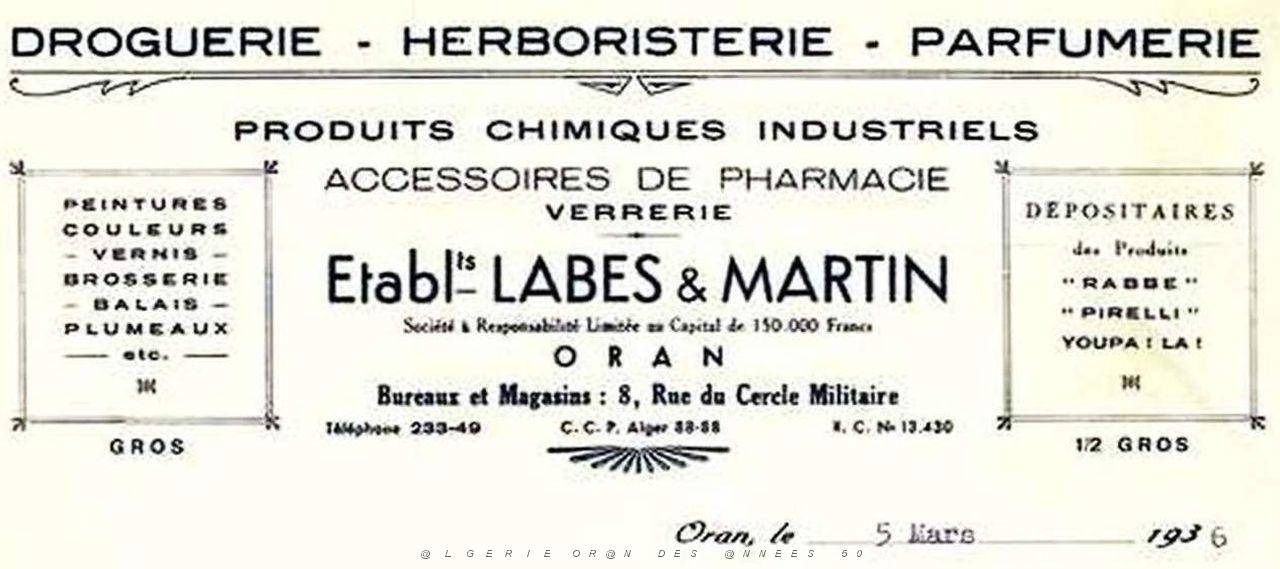 DROGUERIE - HERBORISTERIE - PARFUMERIE
PRODUITS CHIMIQUES INDUSTRIELS
ACCESSOIRES DE PHARMACIE
VERRERIE
Etabl.ts LABES & MARTIN
Société à Responsabilité Limitée au Capital de 150.000 Francs
ORAN
Bureaux et Magasins : 8, Rue du Cercle Militaire
Téléphone 233-49 C. C. P. Alger 88-88 R. C. No 13.430
PEINTURES
COULEURS
- VERNIS -
BROSSERIE
- BALAIS -
PLUMEAUX
etc.
GROS
DÉPOSITAIRES
des Produits
"RABBE"
"PIRELLI"
YOUPA ! LA !
1/2 GROS
Oran, le 5 Mars 1936
@LGERIE OR@N DES @NNEES 50